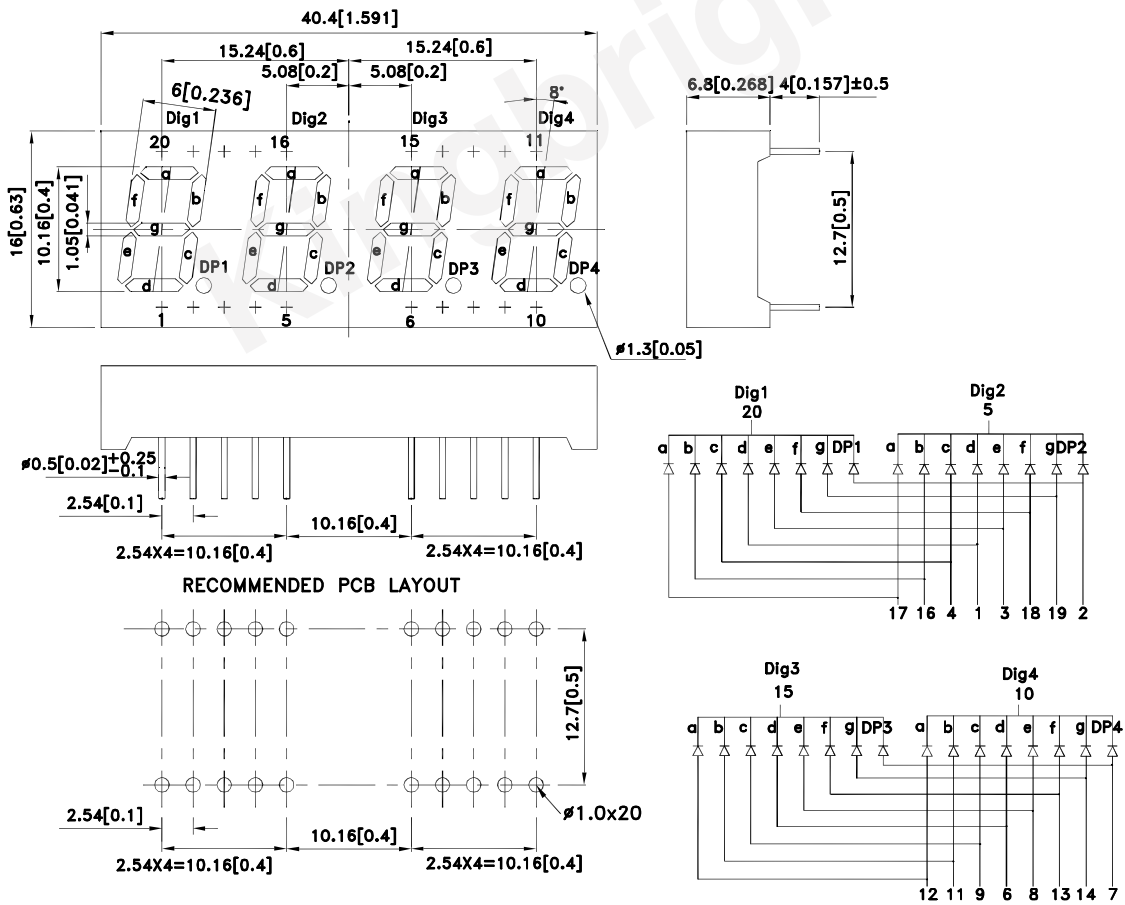 40.4[1.591]
15.24[0.6] 15.24[0.6]
5.08[0.2] 5.08[0.2]
6[0.236] 8°
Dig1 Dig2 Dig3 Dig4
20 16 15 11
a a a a
f b f b f b f b
g g g g
e c e c e c e c
d d d d
DP1 DP2 DP3 DP4
1 5 6 10
16[0.63]
10.16[0.4]
1.05[0.041]
ø1.3[0.05]
6.8[0.268] 4[0.157]±0.5
12.7[0.5]
ø0.5[0.02]+0.25
-0.1
2.54[0.1]
10.16[0.4]
2.54X4=10.16[0.4] 2.54X4=10.16[0.4]
RECOMMENDED PCB LAYOUT
12.7[0.5]
ø1.0x20
2.54[0.1]
10.16[0.4]
2.54X4=10.16[0.4] 2.54X4=10.16[0.4]
Dig1 Dig2
20 5
a b c d e f g DP1 a b c d e f gDP2
17 16 4 1 3 18 19 2
Dig3 Dig4
15 10
a b c d e f g DP3 a b c d e f g DP4
12 11 9 6 8 13 14 7
Kingbrig